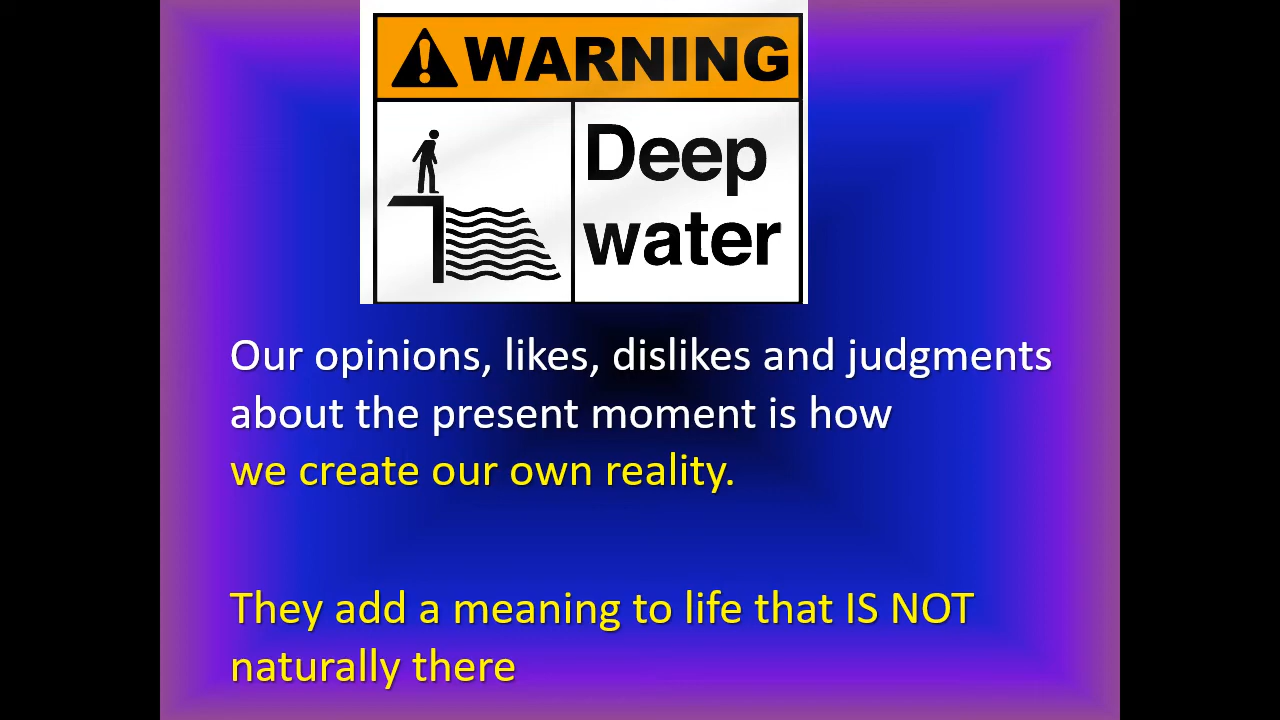 WARNING
Deep
water
Our opinions, likes, dislikes and judgments
about the present moment is how
we create our own reality.
They add a meaning to life that IS NOT
naturally there